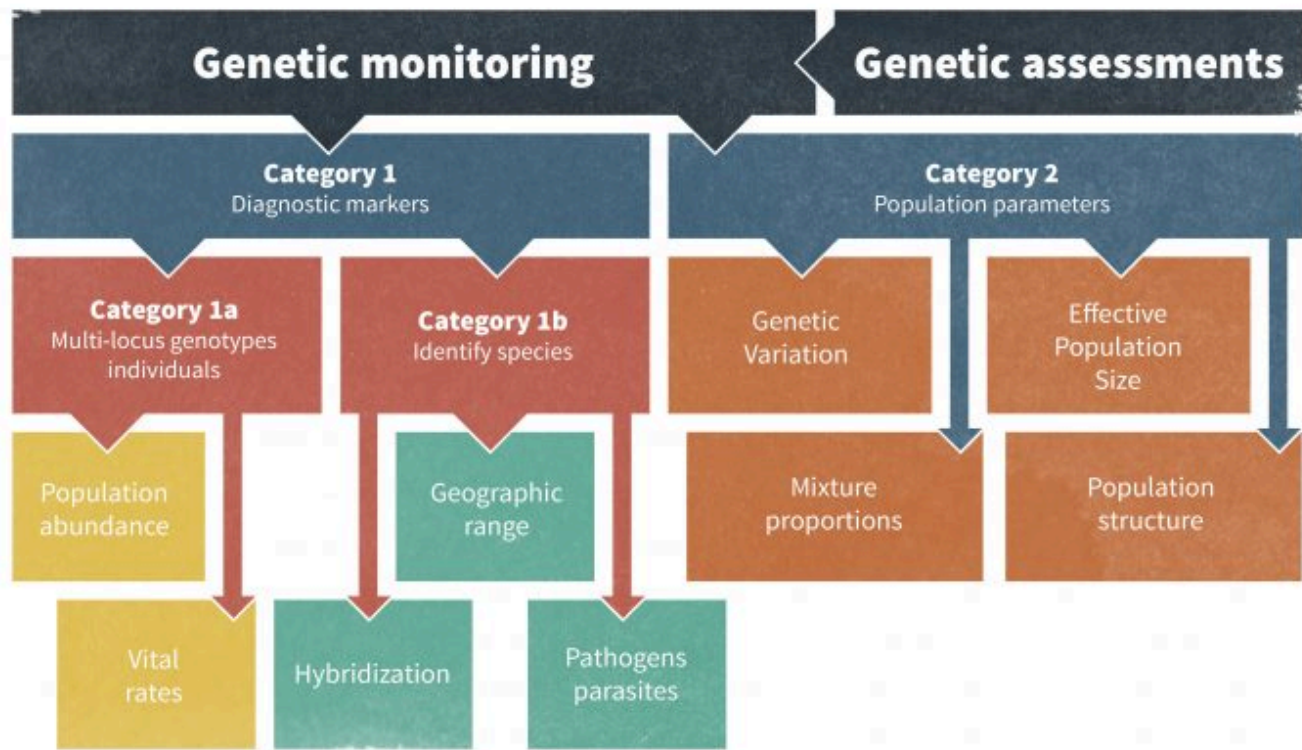 Genetic monitoring
Genetic assessments
Category 1
Diagnostic markers
Category 2
Population parameters
Category 1a
Multi-locus genotypes
individuals
Category 1b
Identify species
Genetic
Variation
Effective
Population
Size
Population
abundance
Geographic
range
Mixture
proportions
Population
structure
Vital
rates
Hybridization
Pathogens
parasites